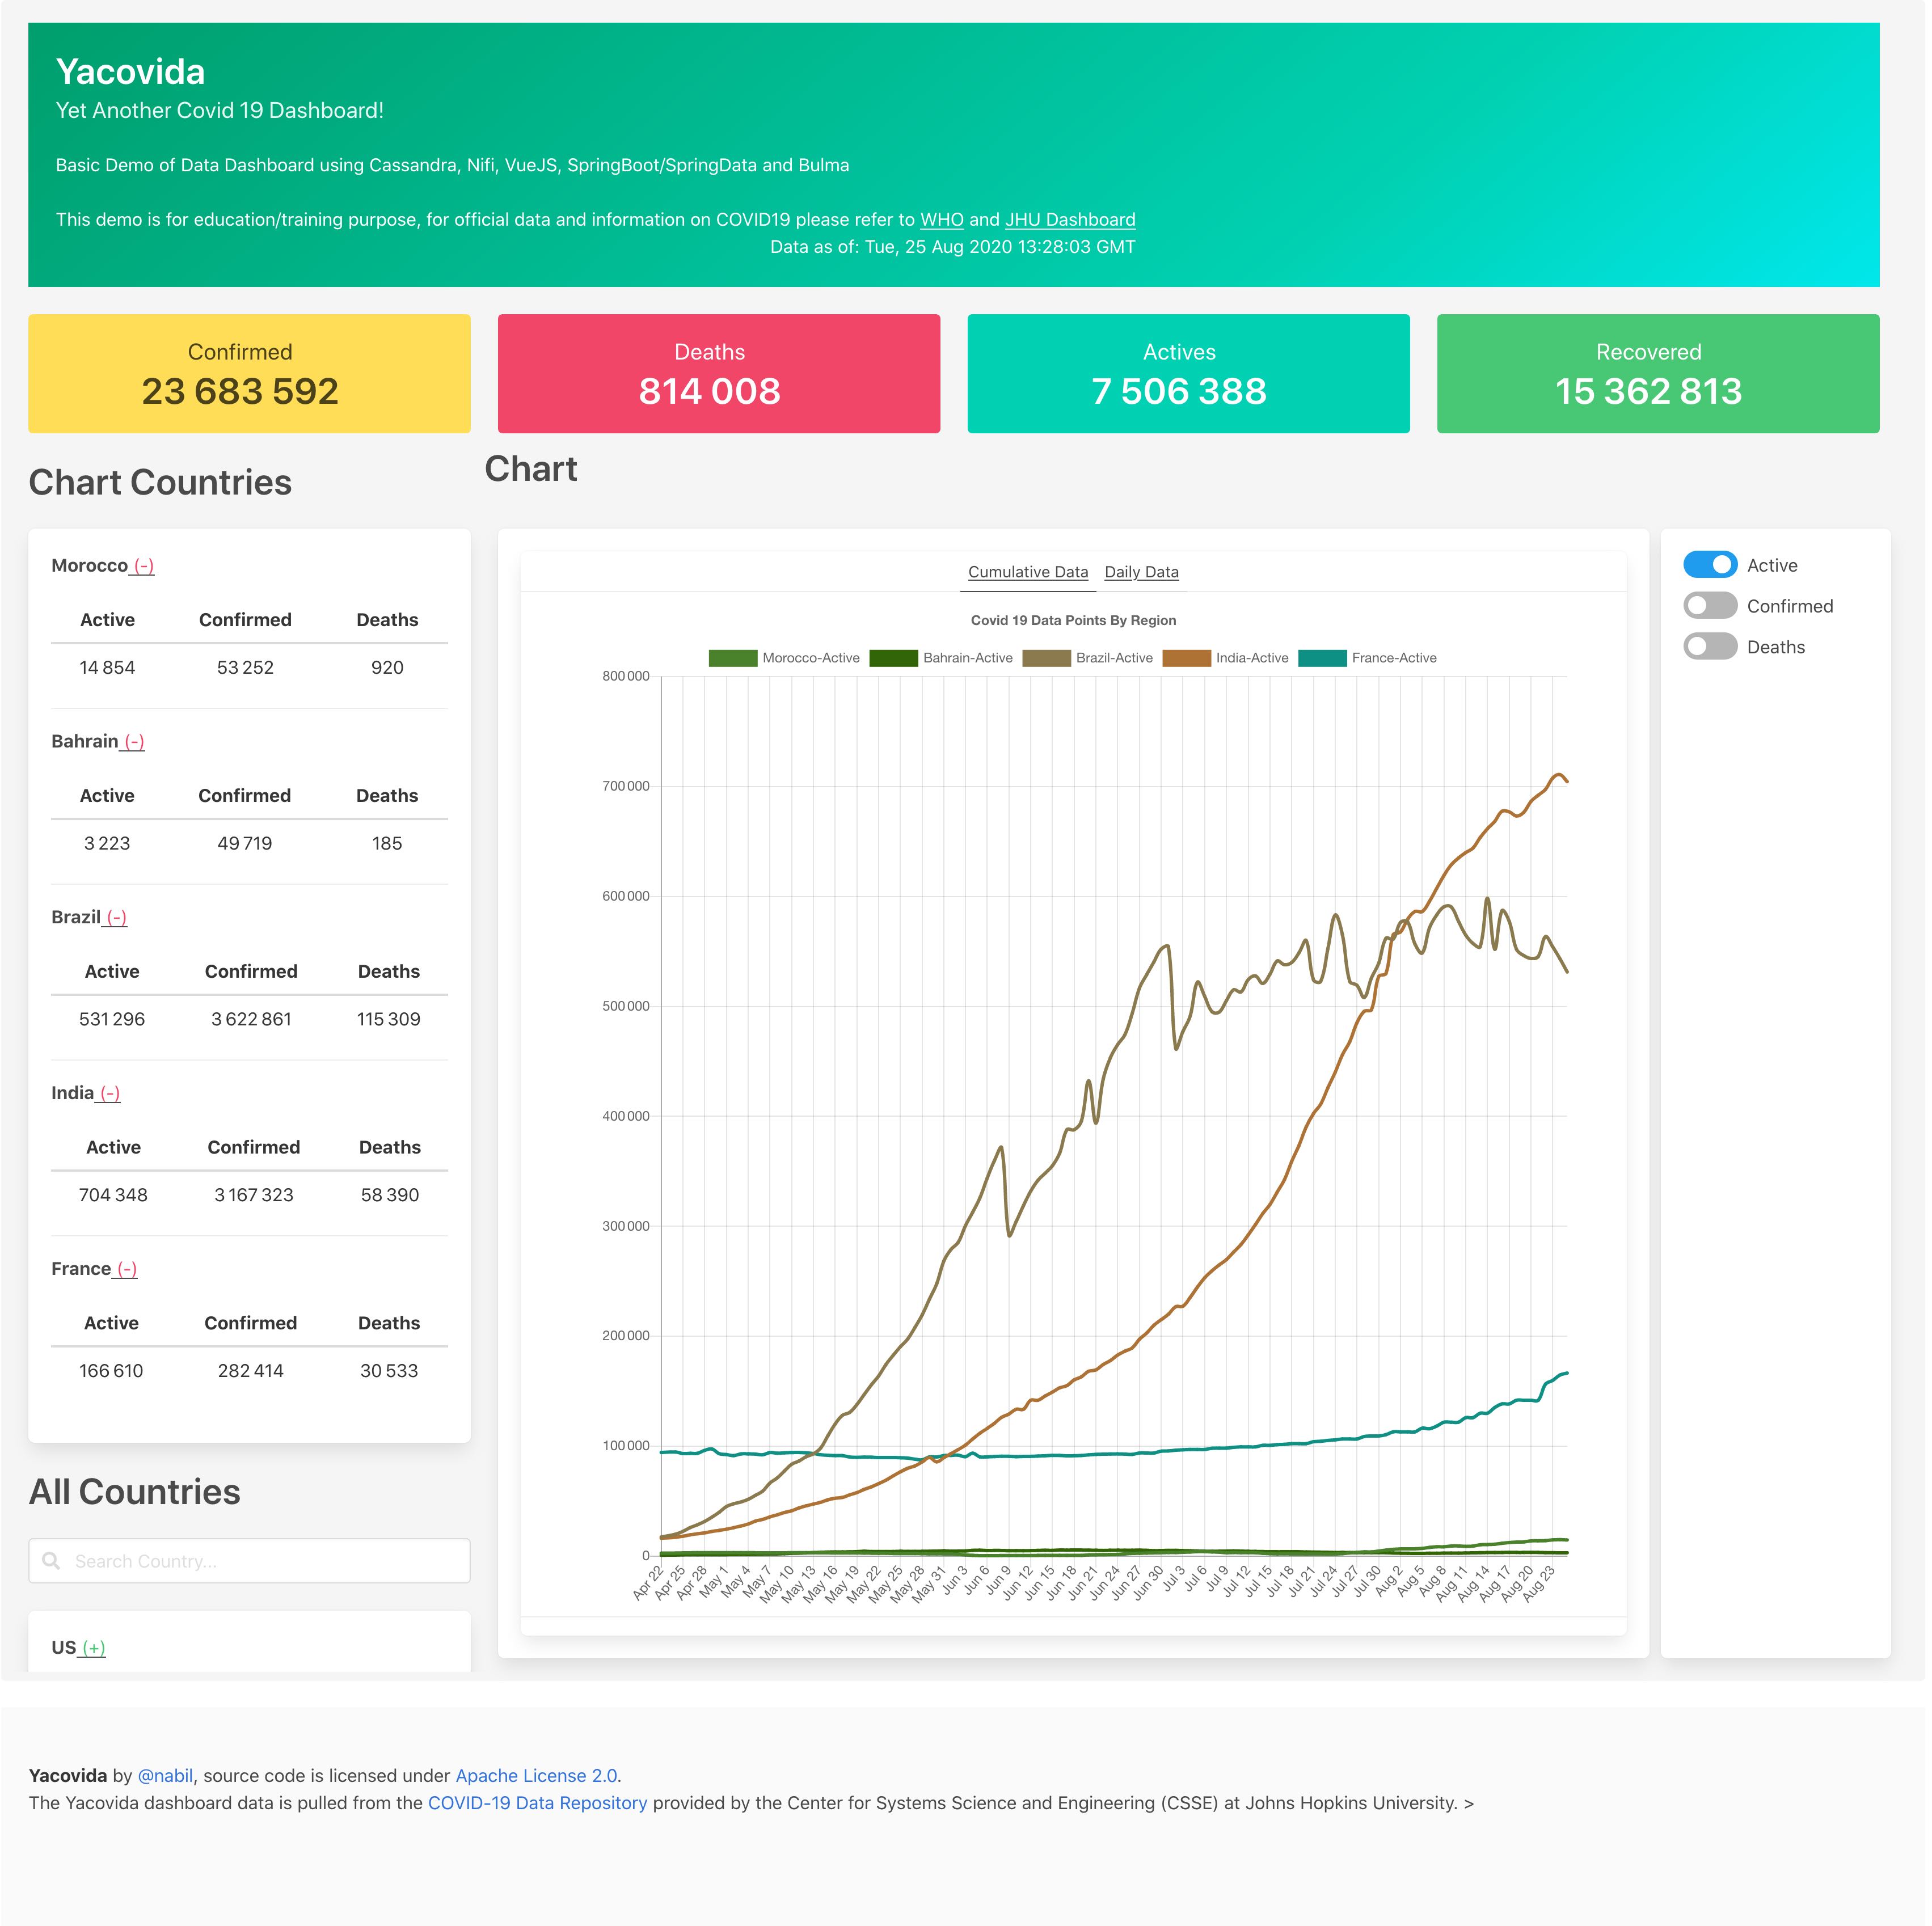 Yacovida
Yet Another Covid 19 Dashboard!
Basic Demo of Data Dashboard using Cassandra, Nifi, VueJS, SpringBoot/SpringData and Bulma
This demo is for education/training purpose, for official data and information on COVID19 please refer to WHO and JHU Dashboard
Data as of: Tue, 25 Aug 2020 13:28:03 GMT
Confirmed
23 683 592
Deaths
814 008
Actives
7 506 388
Recovered
15 362 813
Chart Countries
Morocco (-)
Active Confirmed Deaths
14 854 53 252 920
Bahrain (-)
Active Confirmed Deaths
3 223 49 719 185
Brazil (-)
Active Confirmed Deaths
531 296 3 622 861 115 309
India (-)
Active Confirmed Deaths
704 348 3 167 323 58 390
France (-)
Active Confirmed Deaths
166 610 282 414 30 533
All Countries
Search Country...
US (+)
Chart
Cumulative Data Daily Data
Covid 19 Data Points By Region
Morocco-Active Bahrain-Active Brazil-Active India-Active France-Active
800 000
700 000
600 000
500 000
400 000
300 000
200 000
100 000
0
Apr 22 Apr 25 Apr 28 May 1 May 4 May 7 May 10 May 13 May 16 May 19 May 22 May 25 May 28 May 31 Jun 3 Jun 6 Jun 9 Jun 12 Jun 15 Jun 18 Jun 21 Jun 24 Jun 27 Jun 30 Jul 3 Jul 6 Jul 9 Jul 12 Jul 15 Jul 18 Jul 21 Jul 24 Jul 27 Jul 30 Aug 2 Aug 5 Aug 8 Aug 11 Aug 14 Aug 17 Aug 20 Aug 23
Active
Confirmed
Deaths
Yacovida by @nabil, source code is licensed under Apache License 2.0.
The Yacovida dashboard data is pulled from the COVID-19 Data Repository provided by the Center for Systems Science and Engineering (CSSE) at Johns Hopkins University. >